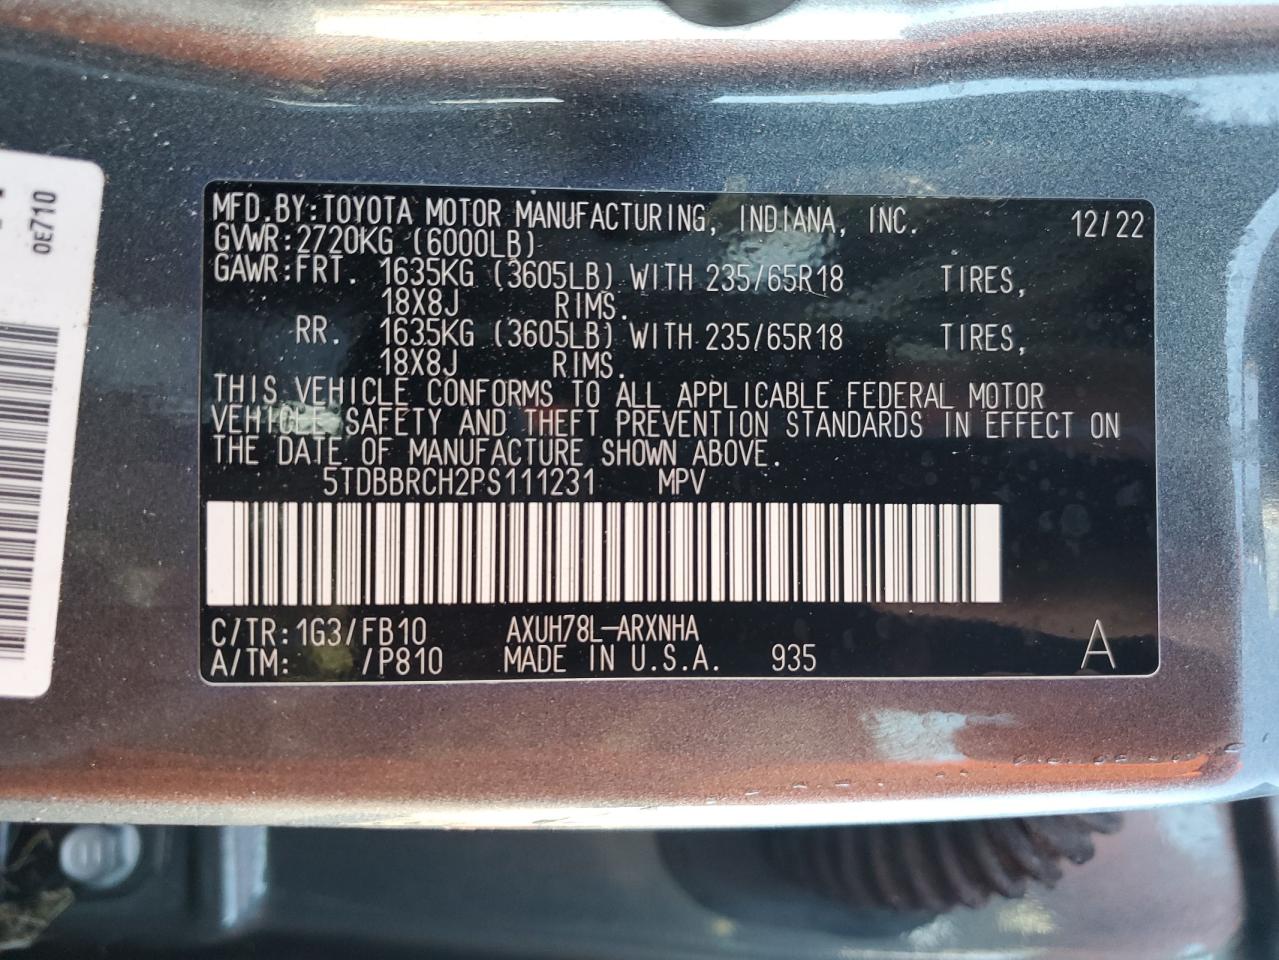 0E710
MFD.BY:TOYOTA MOTOR MANUFACTURING, INDIANA, INC. 12/22
GVWR:2720KG (6000LB)
GAWR:FRT. 1635KG (3605LB) WITH 235/65R18 TIRES,
18X8J RIMS.
RR. 1635KG (3605LB) WITH 235/65R18 TIRES,
18X8J RIMS.
THIS VEHICLE CONFORMS TO ALL APPLICABLE FEDERAL MOTOR
VEHICLE SAFETY AND THEFT PREVENTION STANDARDS IN EFFECT ON
THE DATE OF MANUFACTURE SHOWN ABOVE.
5TDBBRCH2PS111231 MPV
C/TR:1G3/FB10 AXUH78L-ARXNHA
A/TM: /P810 MADE IN U.S.A. 935 A